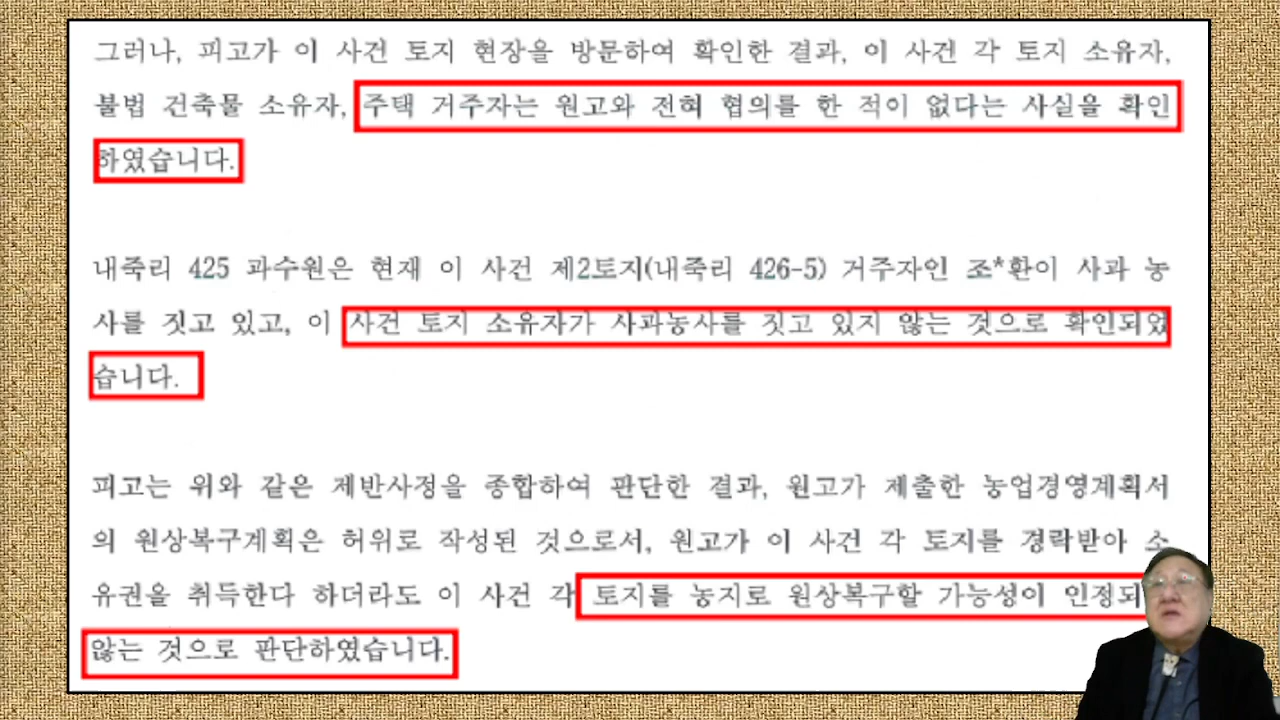 그러나, 피고가 이 사건 토지 현장을 방문하여 확인한 결과, 이 사건 각 토지 소유자,
불법 건축물 소유자, 주택 거주자는 원고와 전혀 협의를 한 적이 없다는 사실을 확인
하였습니다.
내죽리 425 과수원은 현재 이 사건 제2토지(내죽리 426-5) 거주자인 조*환이 사과 농
사를 짓고 있고, 이 사건 토지 소유자가 사과농사를 짓고 있지 않는 것으로 확인되었
습니다.
피고는 위와 같은 제반사정을 종합하여 판단한 결과, 원고가 제출한 농업경영계획서
의 원상복구계획은 허위로 작성된 것으로서, 원고가 이 사건 각 토지를 경락받아 소
유권을 취득한다 하더라도 이 사건 각 토지를 농지로 원상복구할 가능성이 인정되
않는 것으로 판단하였습니다.